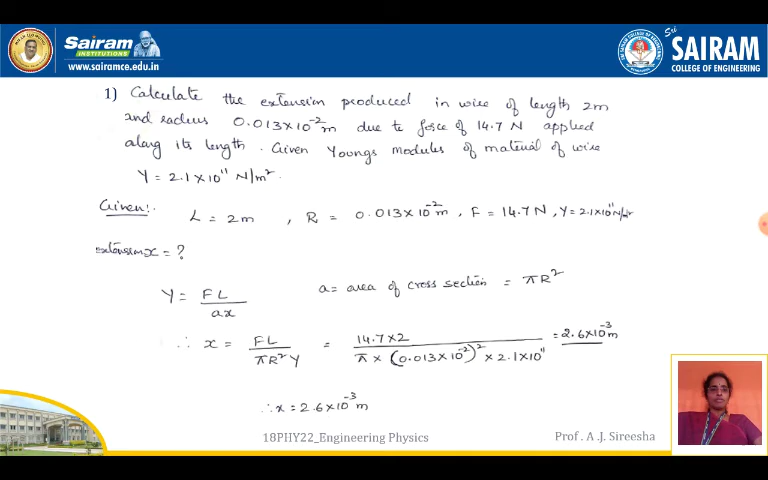 Sairam
INSTITUTIONS
www.sairamce.edu.in
Sri
SAIRAM
COLLEGE OF ENGINEERING
1) Calculate the extension produced in wire of length 2m
and radius 0.013×10⁻²m due to force of 14.7 N applied
along its length. Given Youngs modules of material of wire
Y = 2.1×10¹¹ N/m².
Given:
L = 2m , R = 0.013×10⁻²m , F = 14.7N , Y = 2.1×10¹¹N/m²
extension x = ?
Y = FL / ax a = area of cross section = πR²
∴ x = FL / πR²Y = 14.7×2 / π × (0.013×10⁻²)² × 2.1×10¹¹ = 2.6×10⁻³m
∴ x = 2.6×10⁻³m
18PHY22_Engineering Physics
Prof . A .J. Sireesha